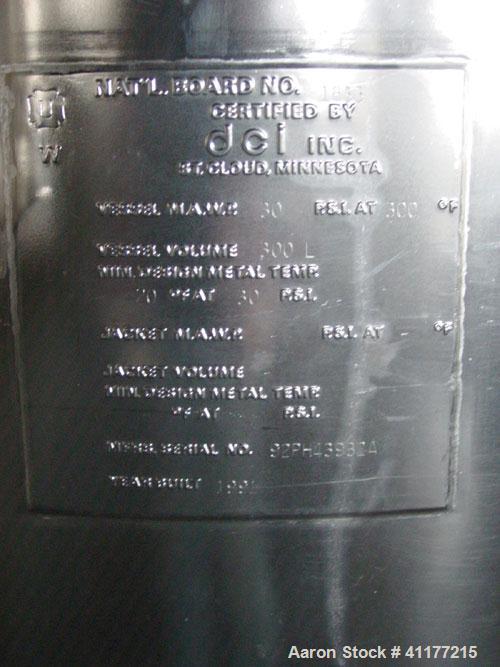 NAT'L. BOARD NO.
U
CERTIFIED BY
W
dci INC.
ST. CLOUD, MINNESOTA
VESSEL M.A.W.P. 30 P.S.I. AT 300 °F
VESSEL VOLUME 300 L
MIN. DESIGN METAL TEMP.
20 °F AT 30 P.S.I.
JACKET M.A.W.P. P.S.I. AT °F
JACKET VOLUME
MIN. DESIGN METAL TEMP.
°F AT P.S.I.
MFRS. SERIAL NO.
YEAR BUILT
Aaron Stock # 41177215